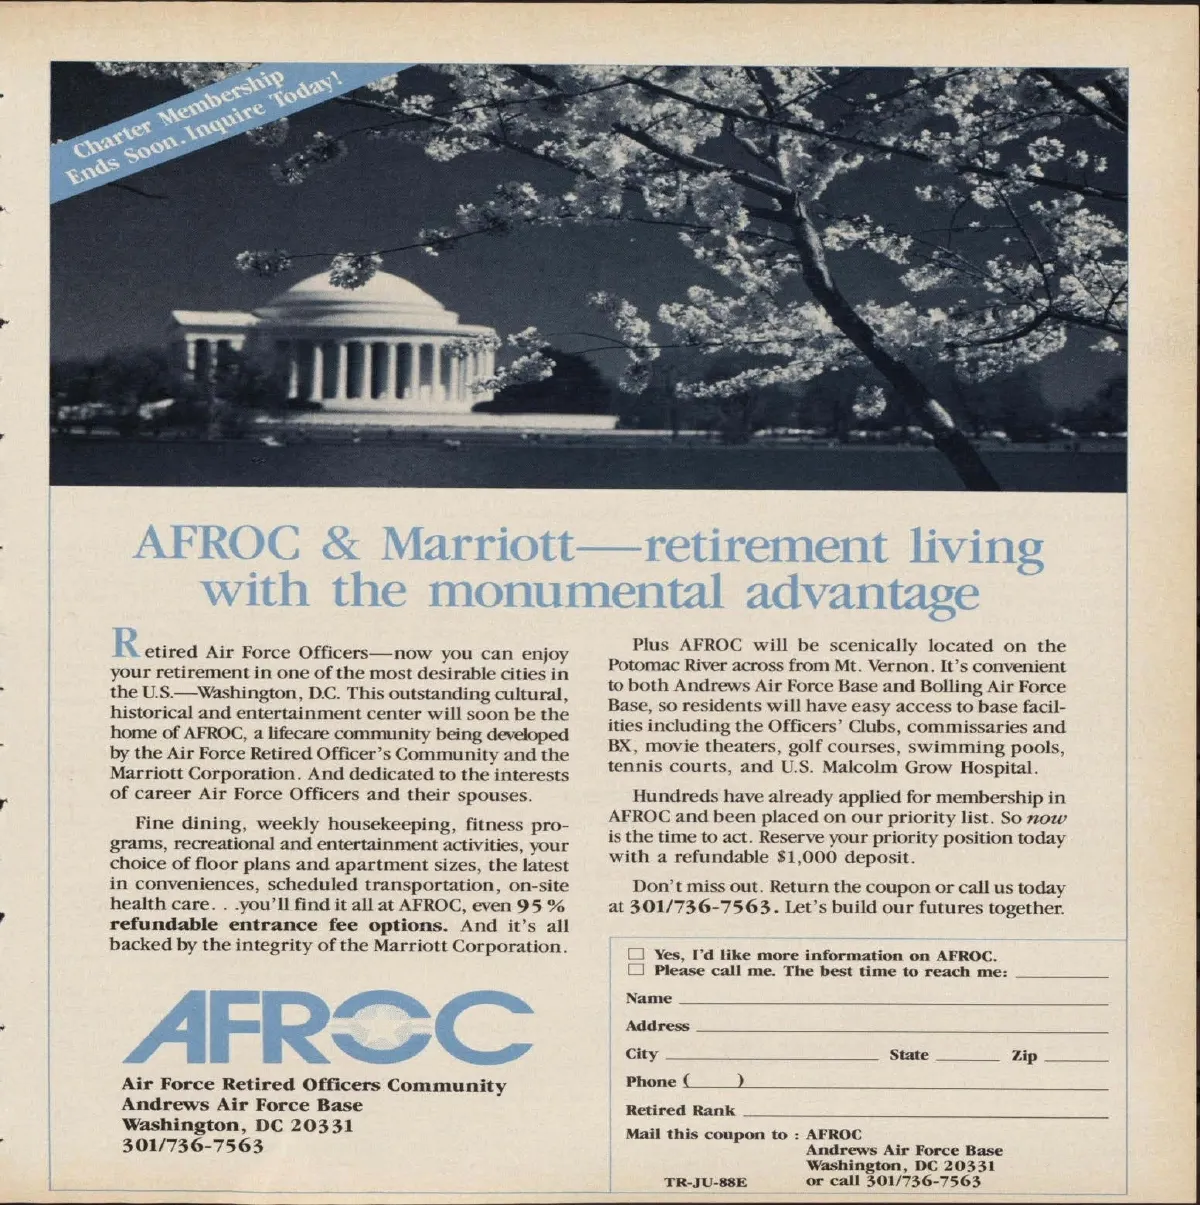 Charter Membership
Ends Soon. Inquire Today!
AFROC & Marriott—retirement living
with the monumental advantage
Retired Air Force Officers—now you can enjoy
your retirement in one of the most desirable cities in
the U.S.—Washington, D.C. This outstanding cultural,
historical and entertainment center will soon be the
home of AFROC, a lifecare community being developed
by the Air Force Retired Officer's Community and the
Marriott Corporation. And dedicated to the interests
of career Air Force Officers and their spouses.
Fine dining, weekly housekeeping, fitness pro-
grams, recreational and entertainment activities, your
choice of floor plans and apartment sizes, the latest
in conveniences, scheduled transportation, on-site
health care. . .you'll find it all at AFROC, even 95%
refundable entrance fee options. And it's all
backed by the integrity of the Marriott Corporation.
AFROC
Air Force Retired Officers Community
Andrews Air Force Base
Washington, DC 20331
301/736-7563
Plus AFROC will be scenically located on the
Potomac River across from Mt. Vernon. It's convenient
to both Andrews Air Force Base and Bolling Air Force
Base, so residents will have easy access to base facil-
ities including the Officers' Clubs, commissaries and
BX, movie theaters, golf courses, swimming pools,
tennis courts, and U.S. Malcolm Grow Hospital.
Hundreds have already applied for membership in
AFROC and been placed on our priority list. So now
is the time to act. Reserve your priority position today
with a refundable $1,000 deposit.
Don't miss out. Return the coupon or call us today
at 301/736-7563. Let's build our futures together.
Yes, I'd like more information on AFROC.
Please call me. The best time to reach me:
Name
Address
City State Zip
Phone ( )
Retired Rank
Mail this coupon to : AFROC
Andrews Air Force Base
Washington, DC 20331
TR-JU-88E or call 301/736-7563